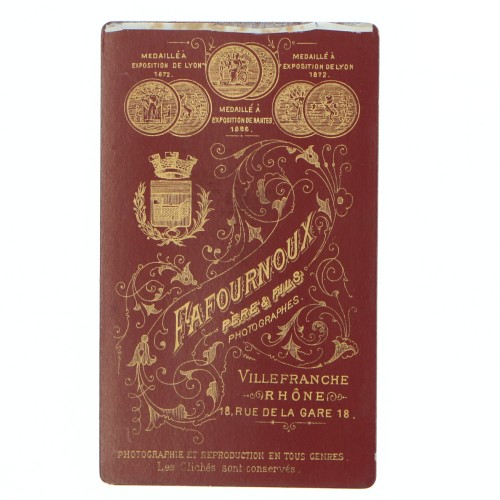 MEDAILLÉ À
EXPOSITION DE LYON
1872.
MEDAILLÉ À
EXPOSITION DE LYON
1872.
MEDAILLÉ À
EXPOSITION DE NANTES
1886.
FAFOURNOUX
PÈRE & FILS
PHOTOGRAPHES.
VILLEFRANCHE
RHÔNE
18, RUE DE LA GARE 18.
PHOTOGRAPHIE ET REPRODUCTION EN TOUS GENRES.
Les Clichés sont conservés.